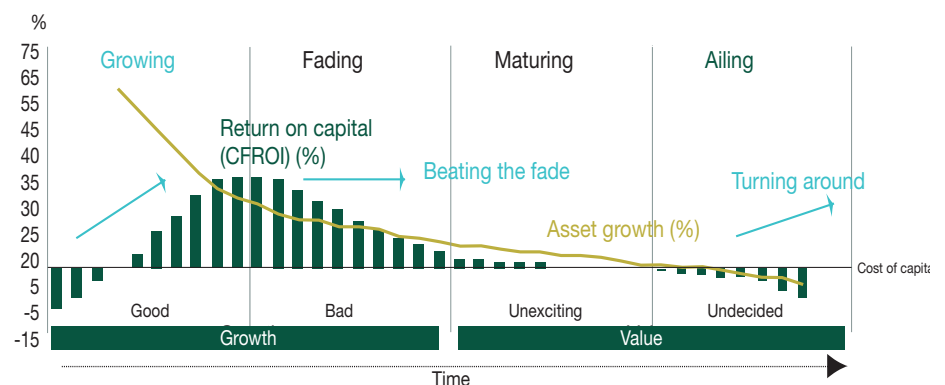 %
75
65
55
45
40
35
30
25
20
5
-5
-15
Growing
Fading
Maturing
Ailing
Return on capital
(CFROI) (%)
Beating the fade
Turning around
Asset growth (%)
Cost of capita
Good
Bad
Unexciting
Undecided
Growth
Value
Time